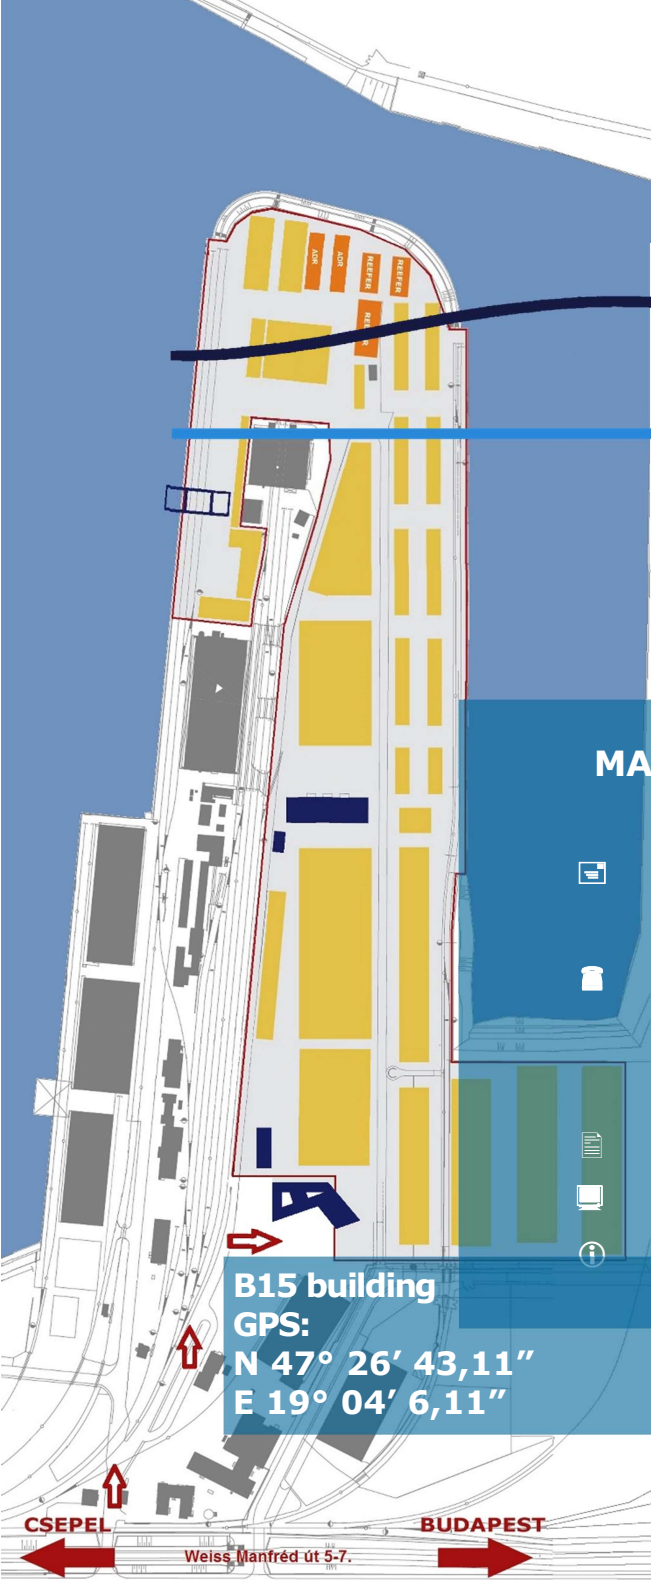 ADR
ADR
REEFER
REEFER
REEFER
MA
B15 building
GPS:
N 47° 26′ 43,11″
E 19° 04′ 6,11″
CSEPEL
BUDAPEST
Weiss Manfréd út 5-7.